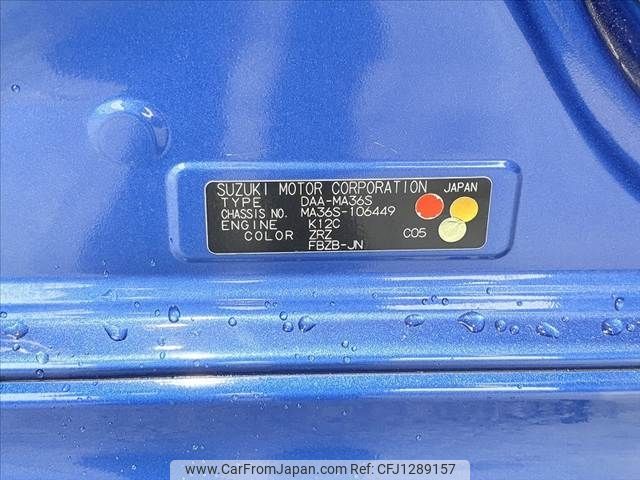 SUZUKI MOTOR CORPORATION JAPAN
TYPE DAA-MA36S
CHASSIS NO. MA36S-106449
ENGINE K12C
COLOR ZRZ C05
FBZB-JN
www.CarFromJapan.com Ref:CFJ1289157